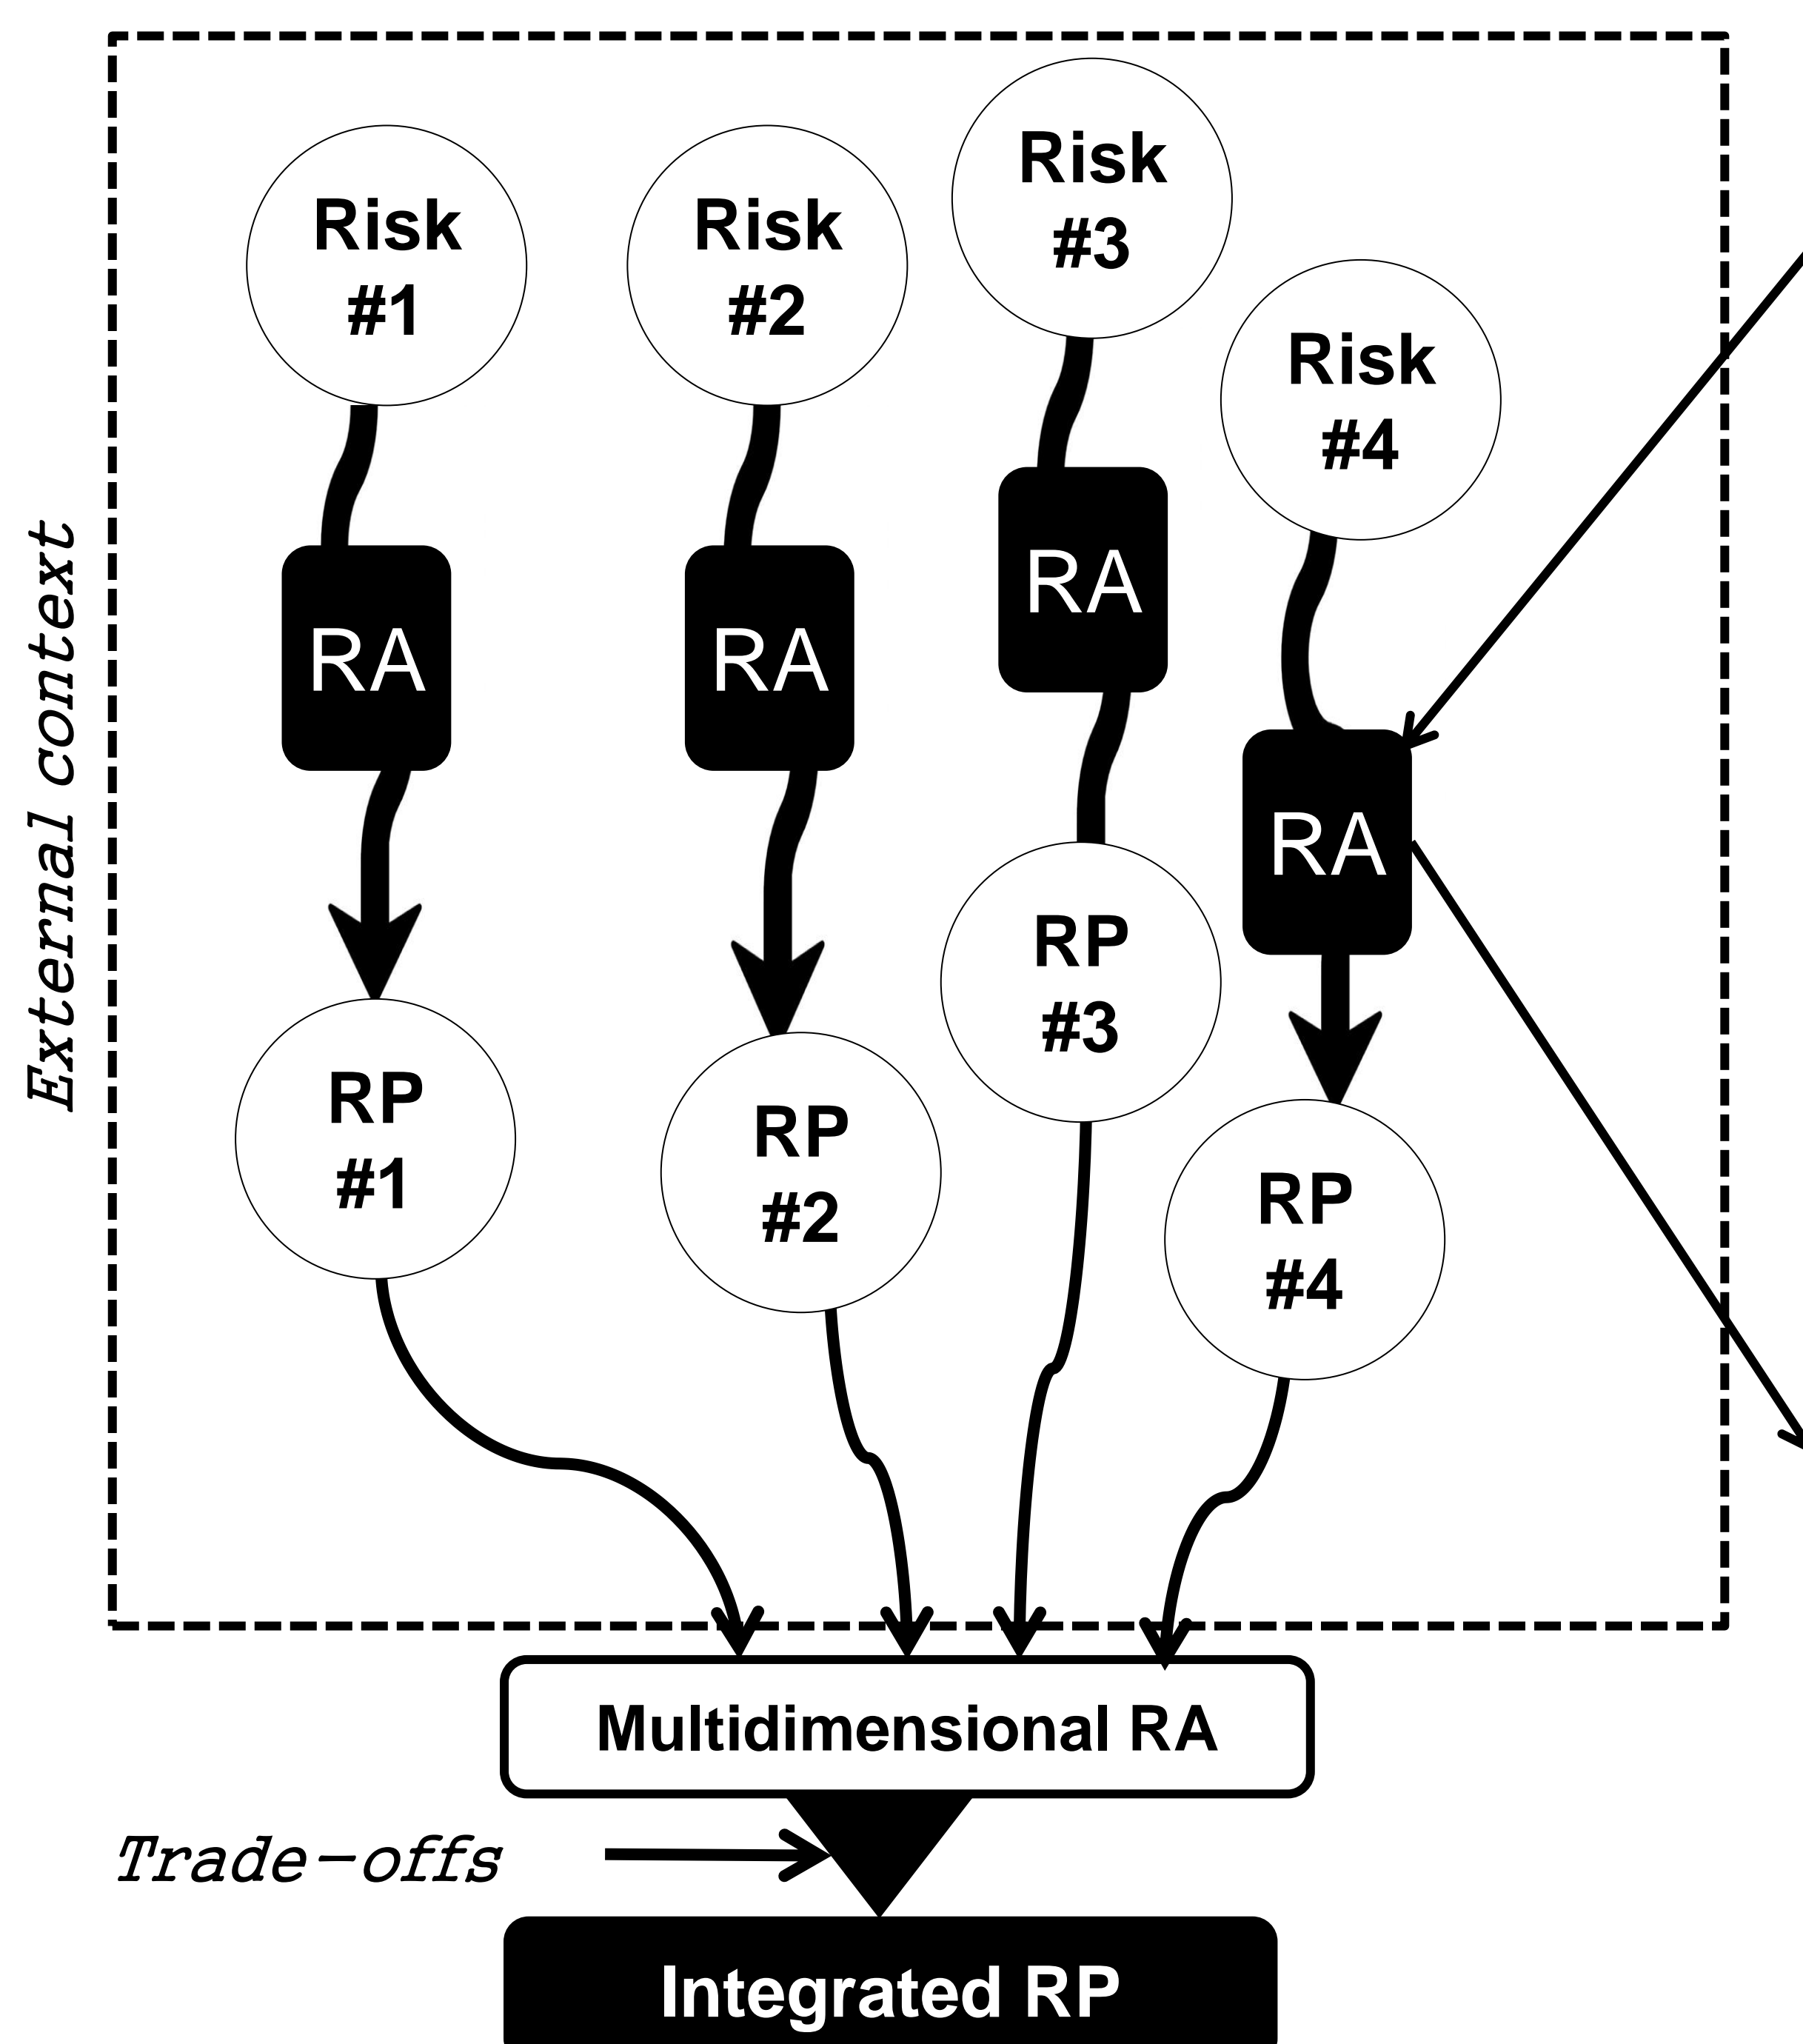 External context
Risk
#1
Risk
#2
Risk
#3
Risk
#4
RA
RA
RA
RA
RP
#1
RP
#2
RP
#3
RP
#4
Multidimensional RA
Trade-offs
Integrated RP